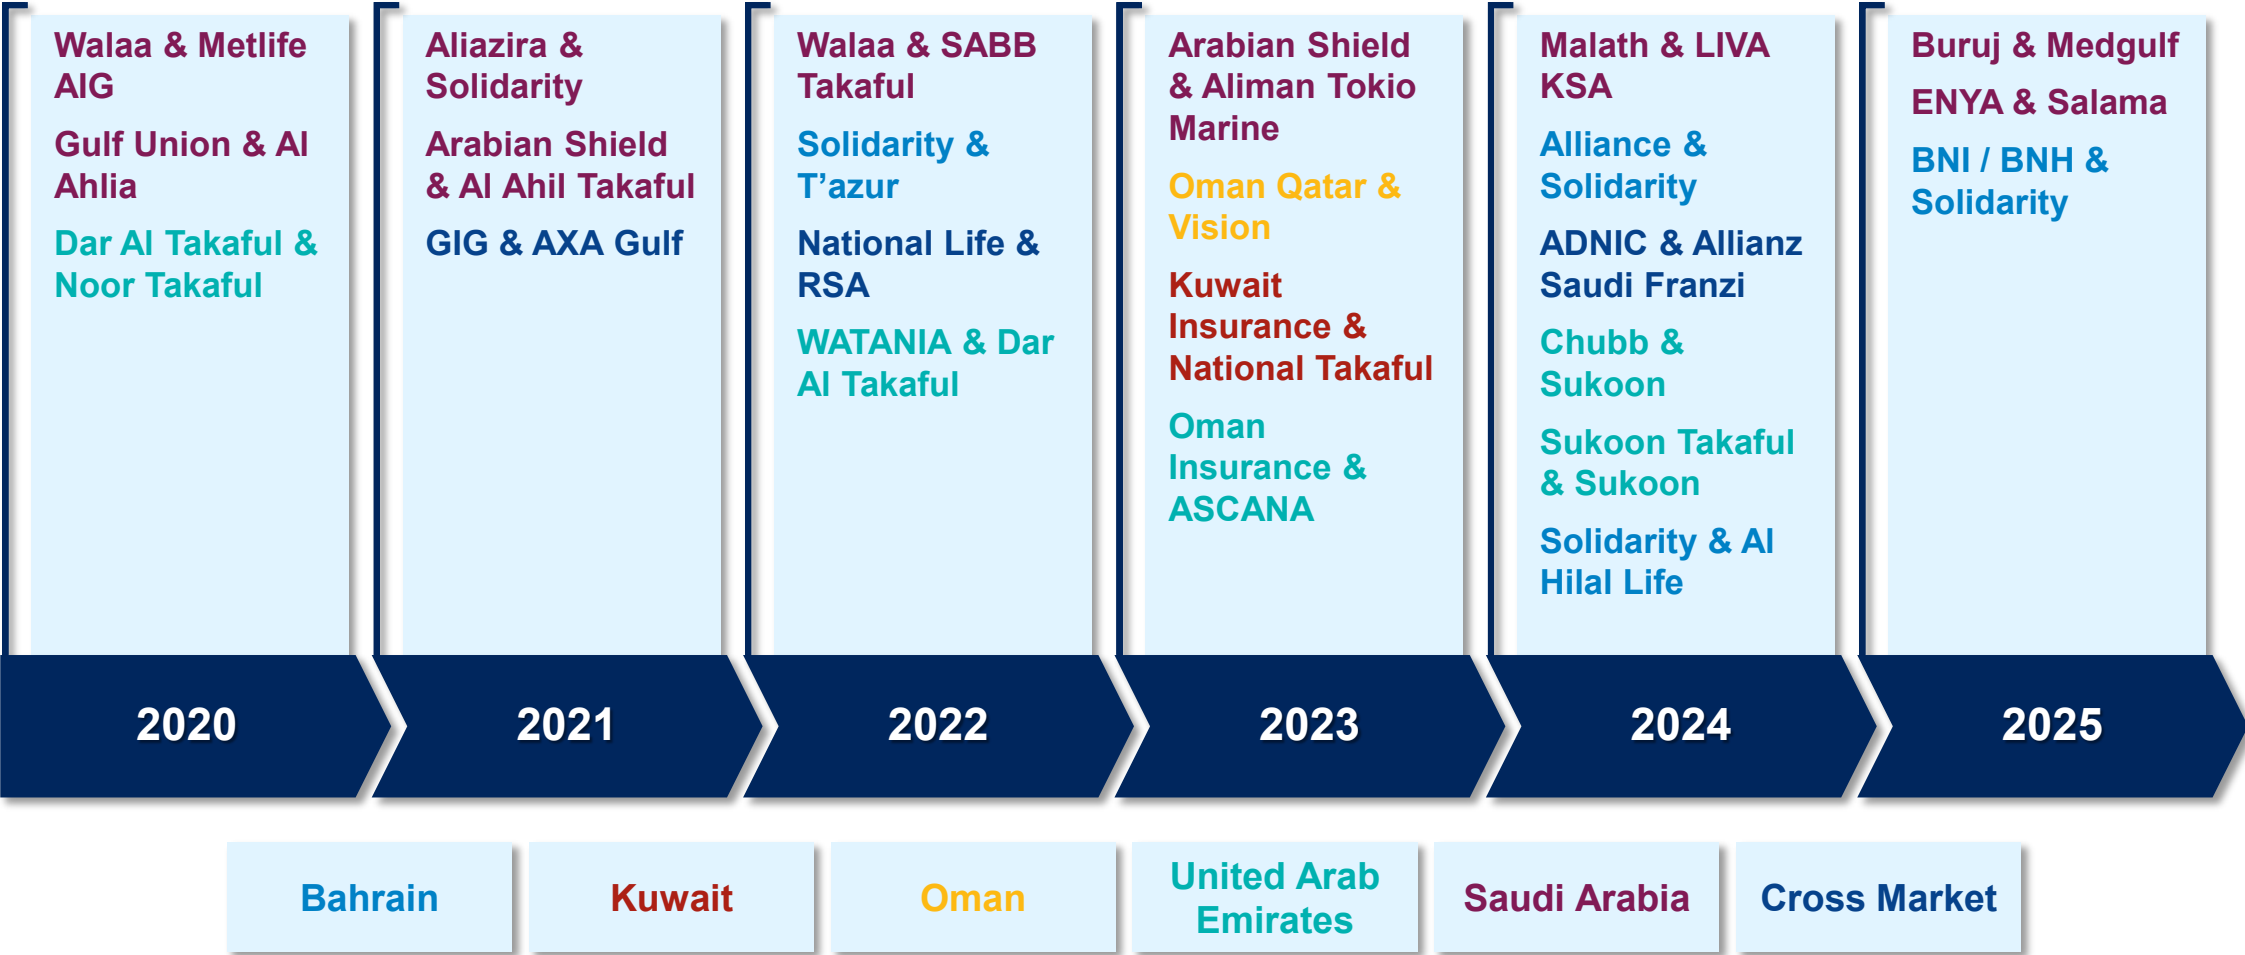 Walaa & Metlife
AIG
Gulf Union & Al
Ahlia
Dar Al Takaful &
Noor Takaful
Aliazira &
Solidarity
Arabian Shield
& Al Ahil Takaful
GIG & AXA Gulf
Walaa & SABB
Takaful
Solidarity &
T’azur
National Life &
RSA
WATANIA & Dar
Al Takaful
Arabian Shield
& Aliman Tokio
Marine
Oman Qatar &
Vision
Kuwait
Insurance &
National Takaful
Oman
Insurance &
ASCANA
Malath & LIVA
KSA
Alliance &
Solidarity
ADNIC & Allianz
Saudi Franzi
Chubb &
Sukoon
Sukoon Takaful
& Sukoon
Solidarity & Al
Hilal Life
Buruj & Medgulf
ENYA & Salama
BNI / BNH &
Solidarity
2020
2021
2022
2023
2024
2025
Bahrain
Kuwait
Oman
United Arab
Emirates
Saudi Arabia
Cross Market